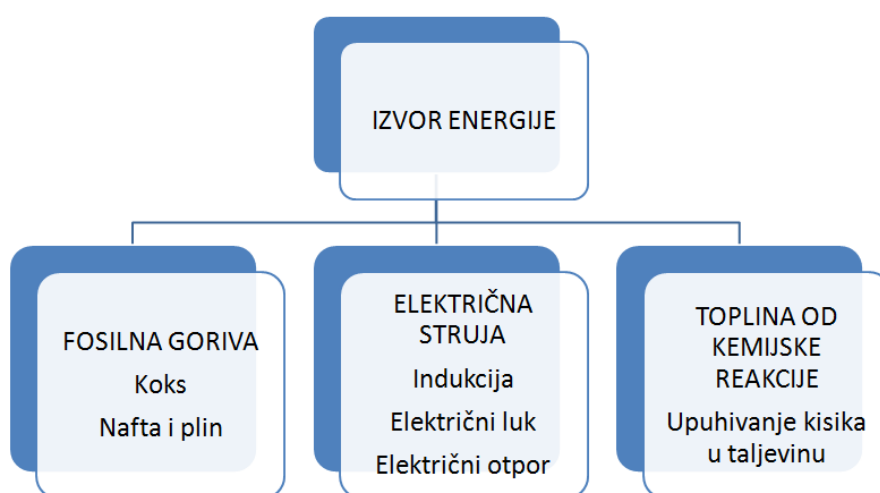 IZVOR ENERGIJE
FOSILNA GORIVA
Koks
Nafta i plin
ELEKTRIČNA
STRUJA
Indukcija
Električni luk
Električni otpor
TOPLINA OD
KEMIJSKE
REAKCIJE
Upuhivanje kisika
u taljevinu